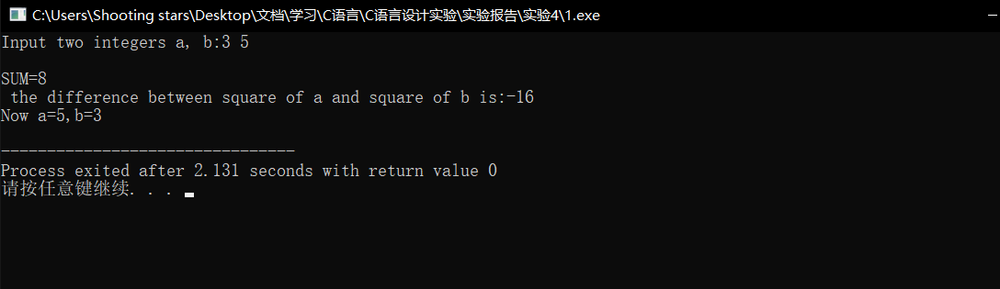 C:\Users\Shooting stars\Desktop\文档\学习\C语言\C语言设计实验\实验报告\实验4\1.exe
Input two integers a, b:3 5
SUM=8
the difference between square of a and square of b is:-16
Now a=5,b=3
--------------------------------
Process exited after 2.131 seconds with return value 0
请按任意键继续. . .